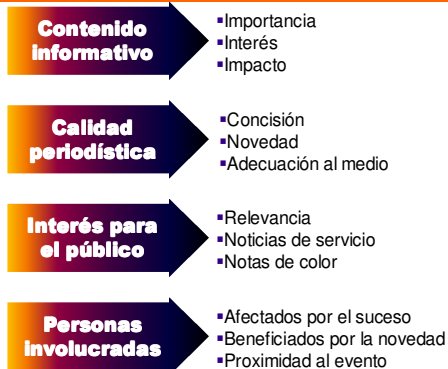 Contenido
informativo
▪Importancia
▪Interés
▪Impacto
Calidad
periodística
▪Concisión
▪Novedad
▪Adecuación al medio
Interés para
el público
▪Relevancia
▪Noticias de servicio
▪Notas de color
Personas
involucradas
▪Afectados por el suceso
▪Beneficiados por la novedad
▪Proximidad al evento